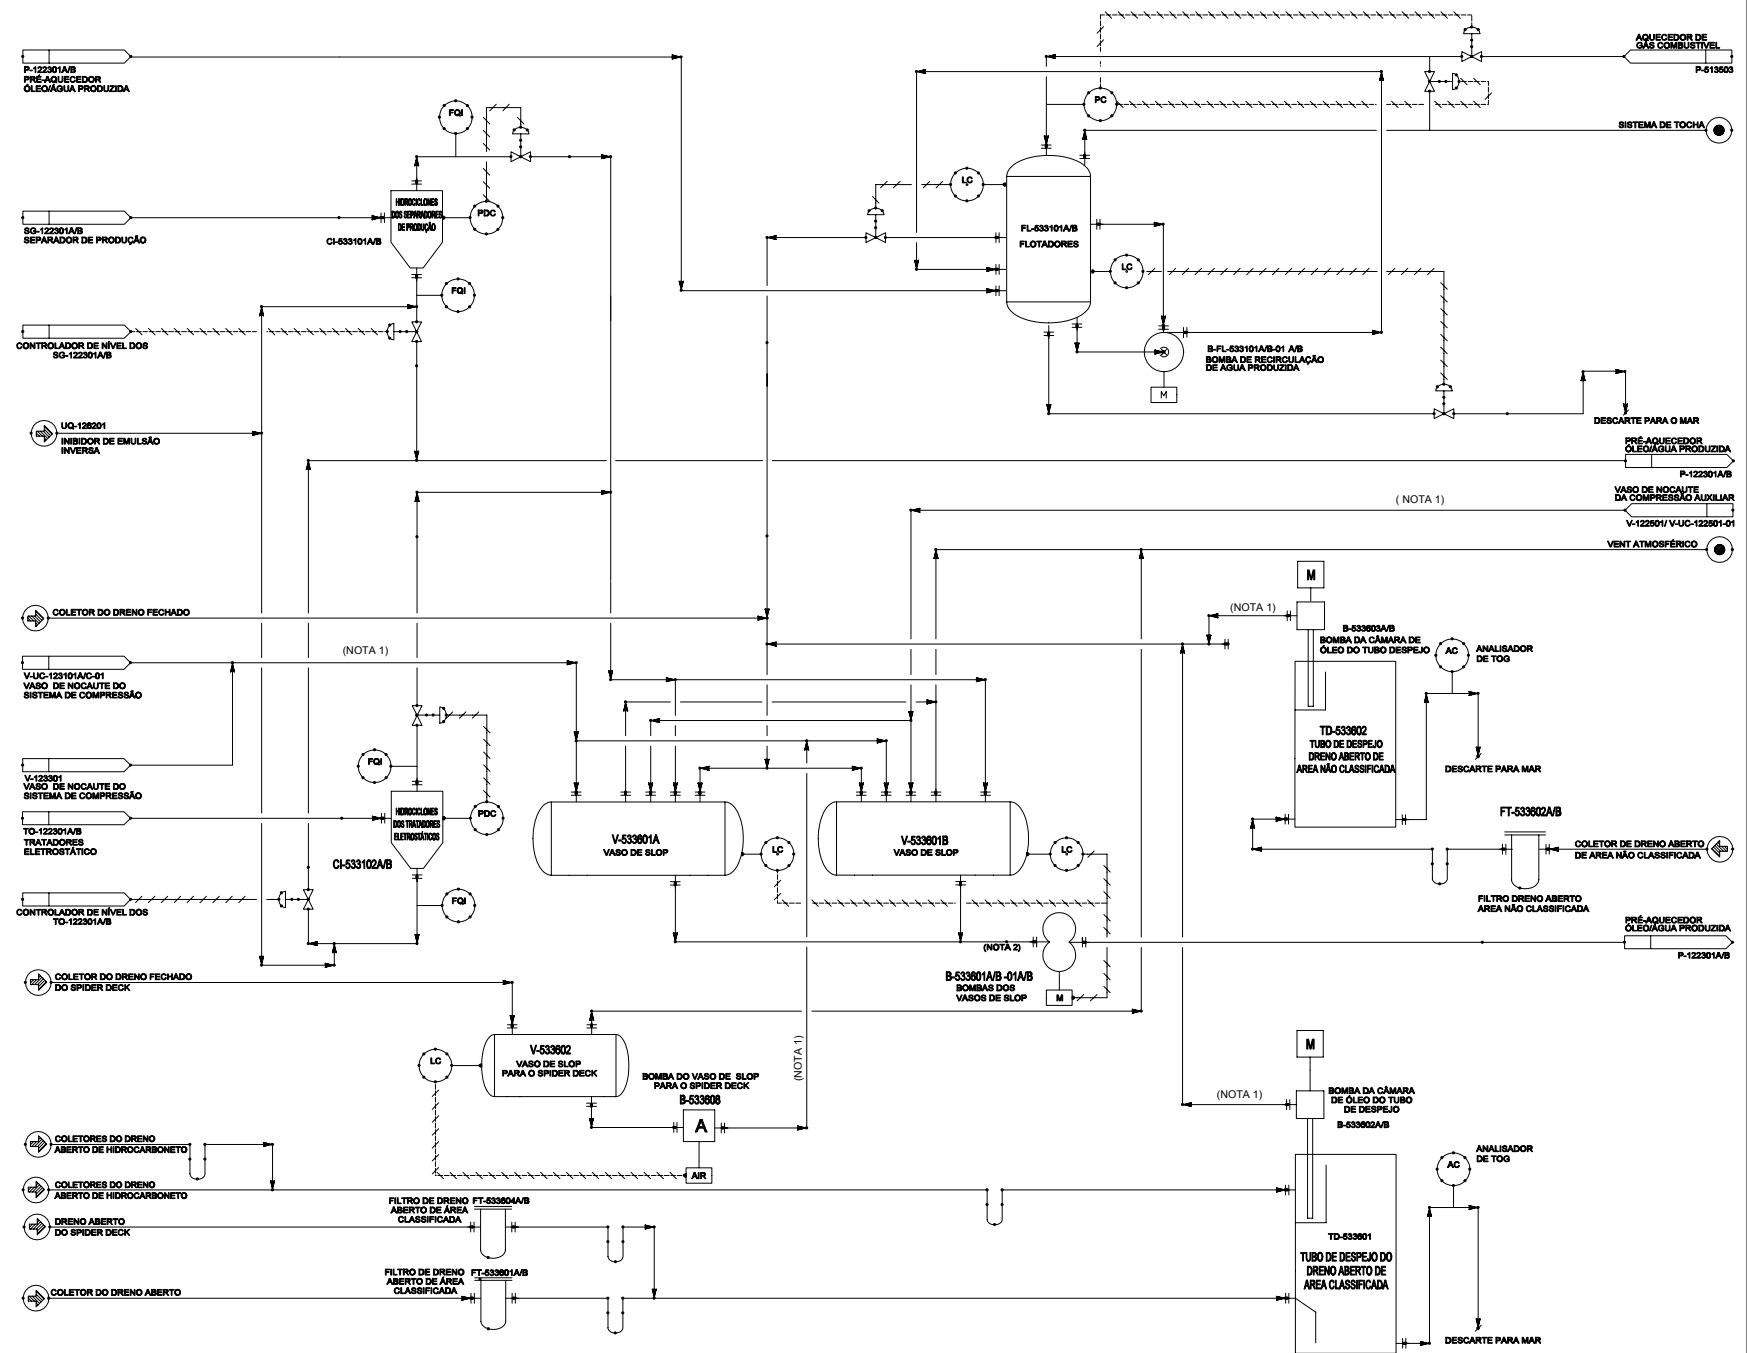 AQUECEDOR DE
GÁS COMBUSTIVEL
P-513503
P-122301A/B
PRÉ-AQUECEDOR
ÓLEO/ÁGUA PRODUZIDA
PC
FQI
SISTEMA DE TOCHA
LC
HIDROCICLONES
DOS SEPARADORES
DE PRODUÇÃO
PDC
SG-122301A/B
SEPARADOR DE PRODUÇÃO
CI-533101A/B
FL-533101A/B
FLOTADORES
LC
FQI
CONTROLADOR DE NÍVEL DOS
SG-122301A/B
B-FL-533101A/B-01 A/B
BOMBA DE RECIRCULAÇÃO
DE AGUA PRODUZIDA
M
DESCARTE PARA O MAR
UQ-126201
INIBIDOR DE EMULSÃO
INVERSA
PRÉ-AQUECEDOR
ÓLEO/ÁGUA PRODUZIDA
P-122301A/B
VASO DE NOCAUTE
DA COMPRESSÃO AUXILIAR
( NOTA 1)
V-122501/ V-UC-122501-01
VENT ATMOSFÉRICO
M
COLETOR DO DRENO FECHADO
(NOTA 1)
B-533603A/B
BOMBA DA CÂMARA DE
ÓLEO DO TUBO DESPEJO
AC
ANALISADOR
DE TOG
(NOTA 1)
V-UC-123101A/C-01
VASO DE NOCAUTE DO
SISTEMA DE COMPRESSÃO
TD-533602
TUBO DE DESPEJO
DRENO ABERTO DE
AREA NÃO CLASSIFICADA
DESCARTE PARA MAR
FQI
V-123301
VASO DE NOCAUTE DO
SISTEMA DE COMPRESSÃO
HIDROCICLONES
DOS TRATADORES
ELETROSTÁTICOS
PDC
TO-122301A/B
TRATADORES
ELETROSTÁTICO
CI-533102A/B
V-533601A
VASO DE SLOP
LC
V-533601B
VASO DE SLOP
LC
FT-533602A/B
COLETOR DE DRENO ABERTO
DE AREA NÃO CLASSIFICADA
FILTRO DRENO ABERTO
AREA NÃO CLASSIFICADA
FQI
CONTROLADOR DE NÍVEL DOS
TO-122301A/B
(NOTA 2)
PRÉ-AQUECEDOR
ÓLEO/ÁGUA PRODUZIDA
P-122301A/B
COLETOR DO DRENO FECHADO
DO SPIDER DECK
B-533601A/B -01A/B
BOMBAS DOS
VASOS DE SLOP
M
V-533602
VASO DE SLOP
PARA O SPIDER DECK
LC
(NOTA 1)
M
BOMBA DO VASO DE SLOP
PARA O SPIDER DECK
B-533608
A
AIR
(NOTA 1)
BOMBA DA CÂMARA
DE ÓLEO DO TUBO
DE DESPEJO
B-533602A/B
COLETORES DO DRENO
ABERTO DE HIDROCARBONETO
AC
ANALISADOR
DE TOG
COLETORES DO DRENO
ABERTO DE HIDROCARBONETO
FILTRO DE DRENO FT-533604A/B
ABERTO DE ÁREA
CLASSIFICADA
DRENO ABERTO
DO SPIDER DECK
TD-533601
TUBO DE DESPEJO DO
DRENO ABERTO DE
AREA CLASSIFICADA
FILTRO DE DRENO FT-533601A/B
ABERTO DE ÁREA
CLASSIFICADA
COLETOR DO DRENO ABERTO
DESCARTE PARA MAR